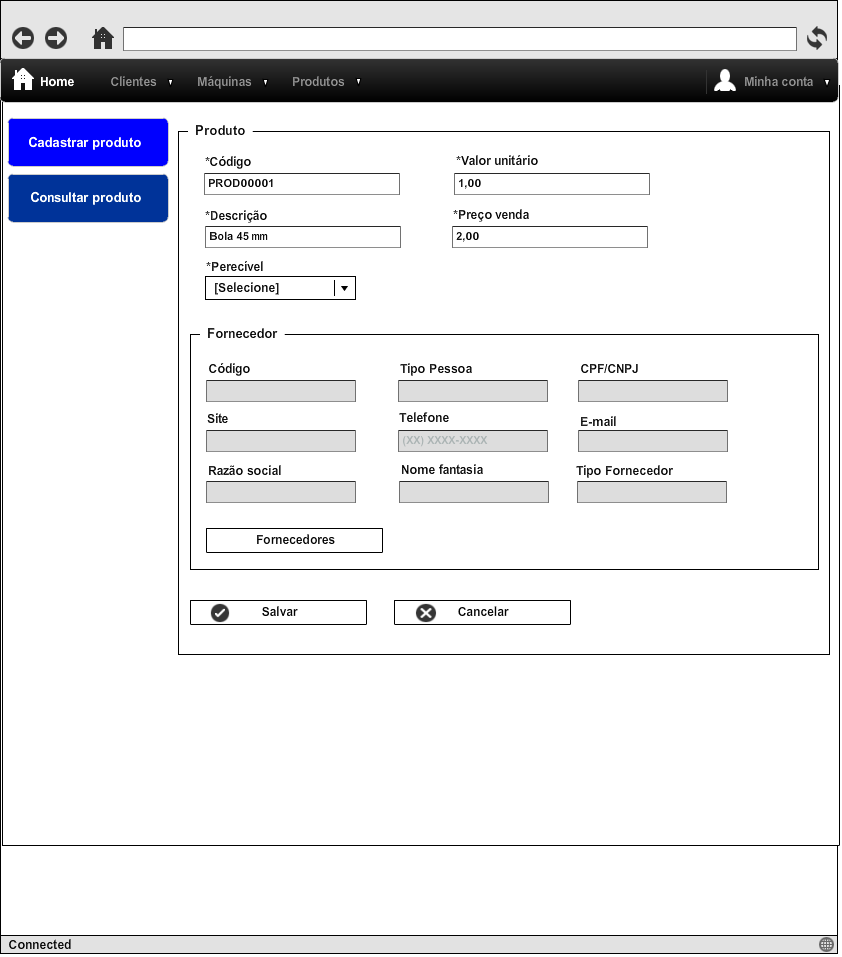 Home Clientes Máquinas Produtos Minha conta
Cadastrar produto
Consultar produto
Produto
*Código *Valor unitário
PROD00001 1,00
*Descrição *Preço venda
Bola 45 mm 2,00
*Perecível
[Selecione]
Fornecedor
Código Tipo Pessoa CPF/CNPJ
Site Telefone E-mail
(XX) XXXX-XXXX
Razão social Nome fantasia Tipo Fornecedor
Fornecedores
Salvar Cancelar
Connected